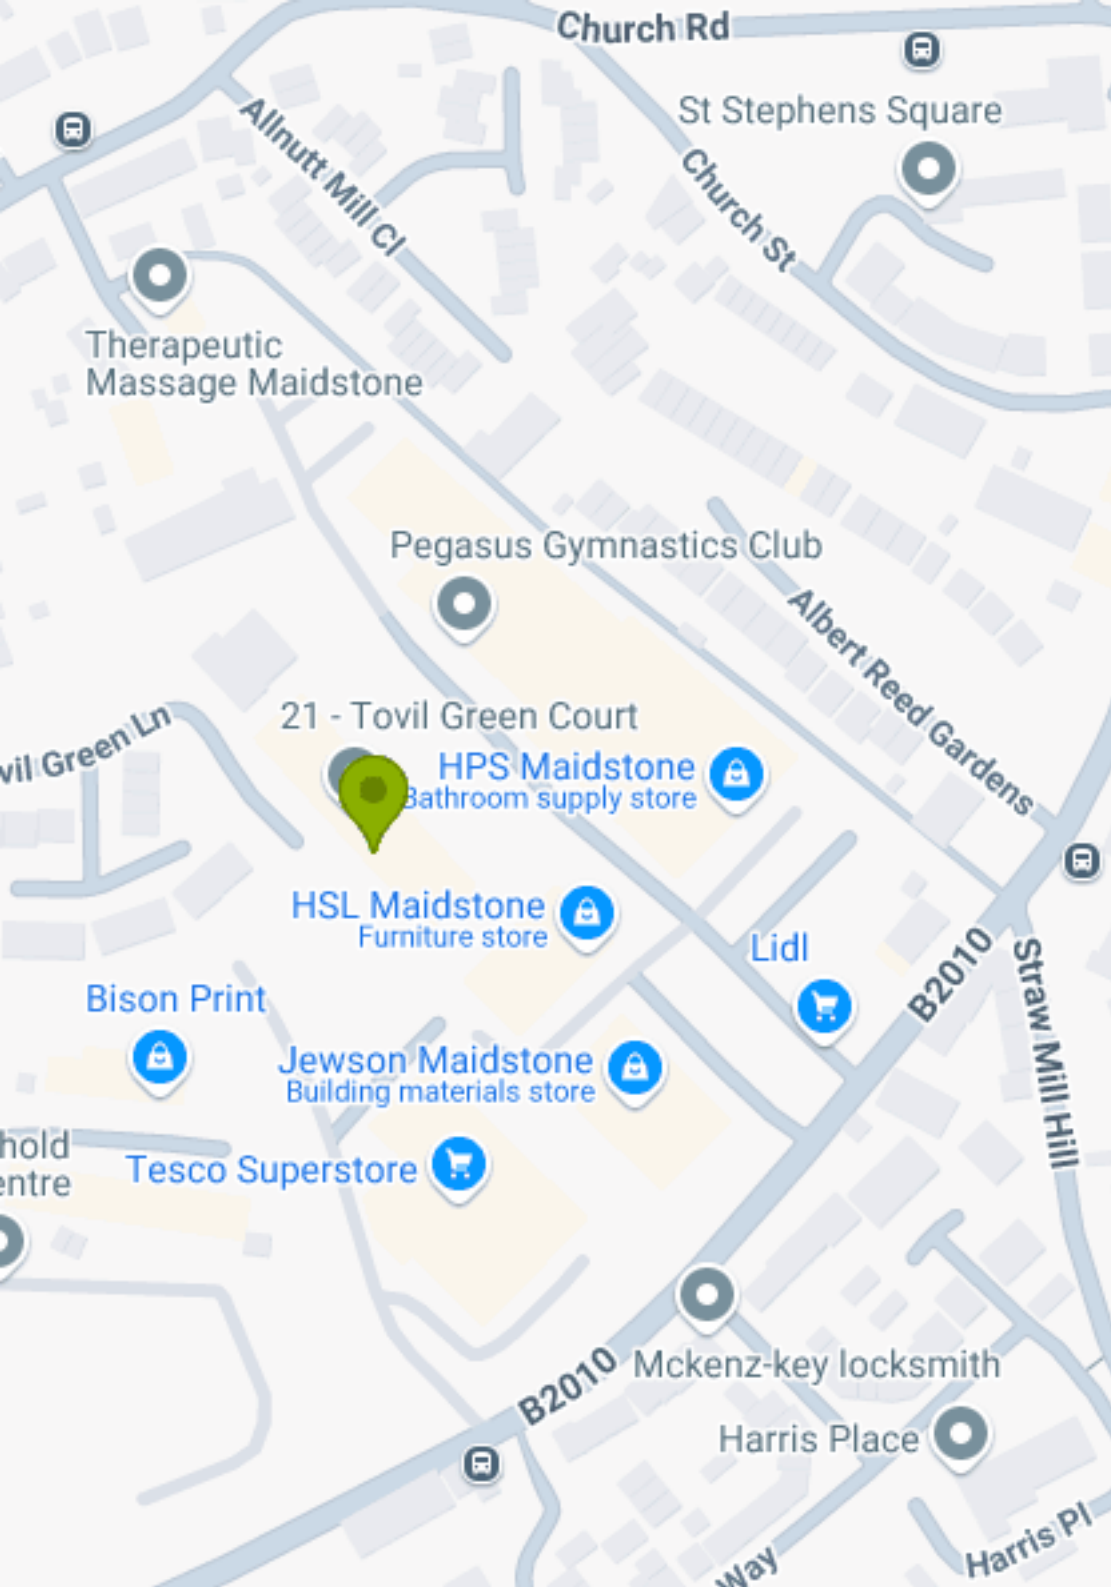 Church Rd
St Stephens Square
Allnutt Mill Cl
Church St
Therapeutic
Massage Maidstone
Pegasus Gymnastics Club
Albert Reed Gardens
21 - Tovil Green Court
vil Green Ln
HPS Maidstone
Bathroom supply store
HSL Maidstone
Furniture store
Lidl
B2010
Straw Mill Hill
Bison Print
Jewson Maidstone
Building materials store
hold
entre
Tesco Superstore
B2010
Mckenz-key locksmith
Harris Place
Harris Pl
Way